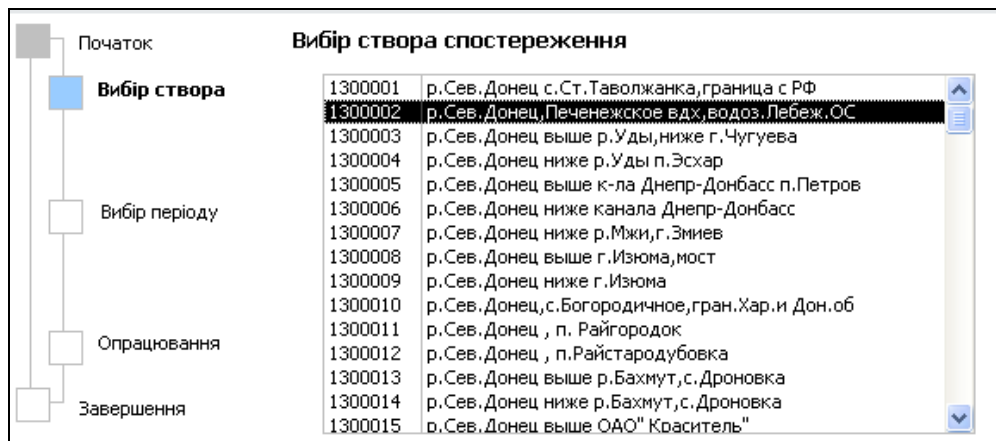 Початок
Вибір створа спостереження
Вибір створа
Вибір періоду
Опрацювання
Завершення
1300001 р.Сев.Донец с.Ст.Таволжанка,граница с РФ
1300002 р.Сев.Донец,Печенежское вдх,водоз.Лебеж.ОС
1300003 р.Сев.Донец выше р.Уды,ниже г.Чугуева
1300004 р.Сев.Донец ниже р.Уды п.Эсхар
1300005 р.Сев.Донец выше к-ла Днепр-Донбасс п.Петров
1300006 р.Сев.Донец ниже канала Днепр-Донбасс
1300007 р.Сев.Донец ниже р.Мжи,г.Змиев
1300008 р.Сев.Донец выше г.Изюма,мост
1300009 р.Сев.Донец ниже г.Изюма
1300010 р.Сев.Донец,с.Богородичное,гран.Хар.и Дон.об
1300011 р.Сев.Донец , п. Райгородок
1300012 р.Сев.Донец , п.Райстародубовка
1300013 р.Сев.Донец выше р.Бахмут,с.Дроновка
1300014 р.Сев.Донец ниже р.Бахмут,с.Дроновка
1300015 р.Сев.Донец выше ОАО" Краситель"